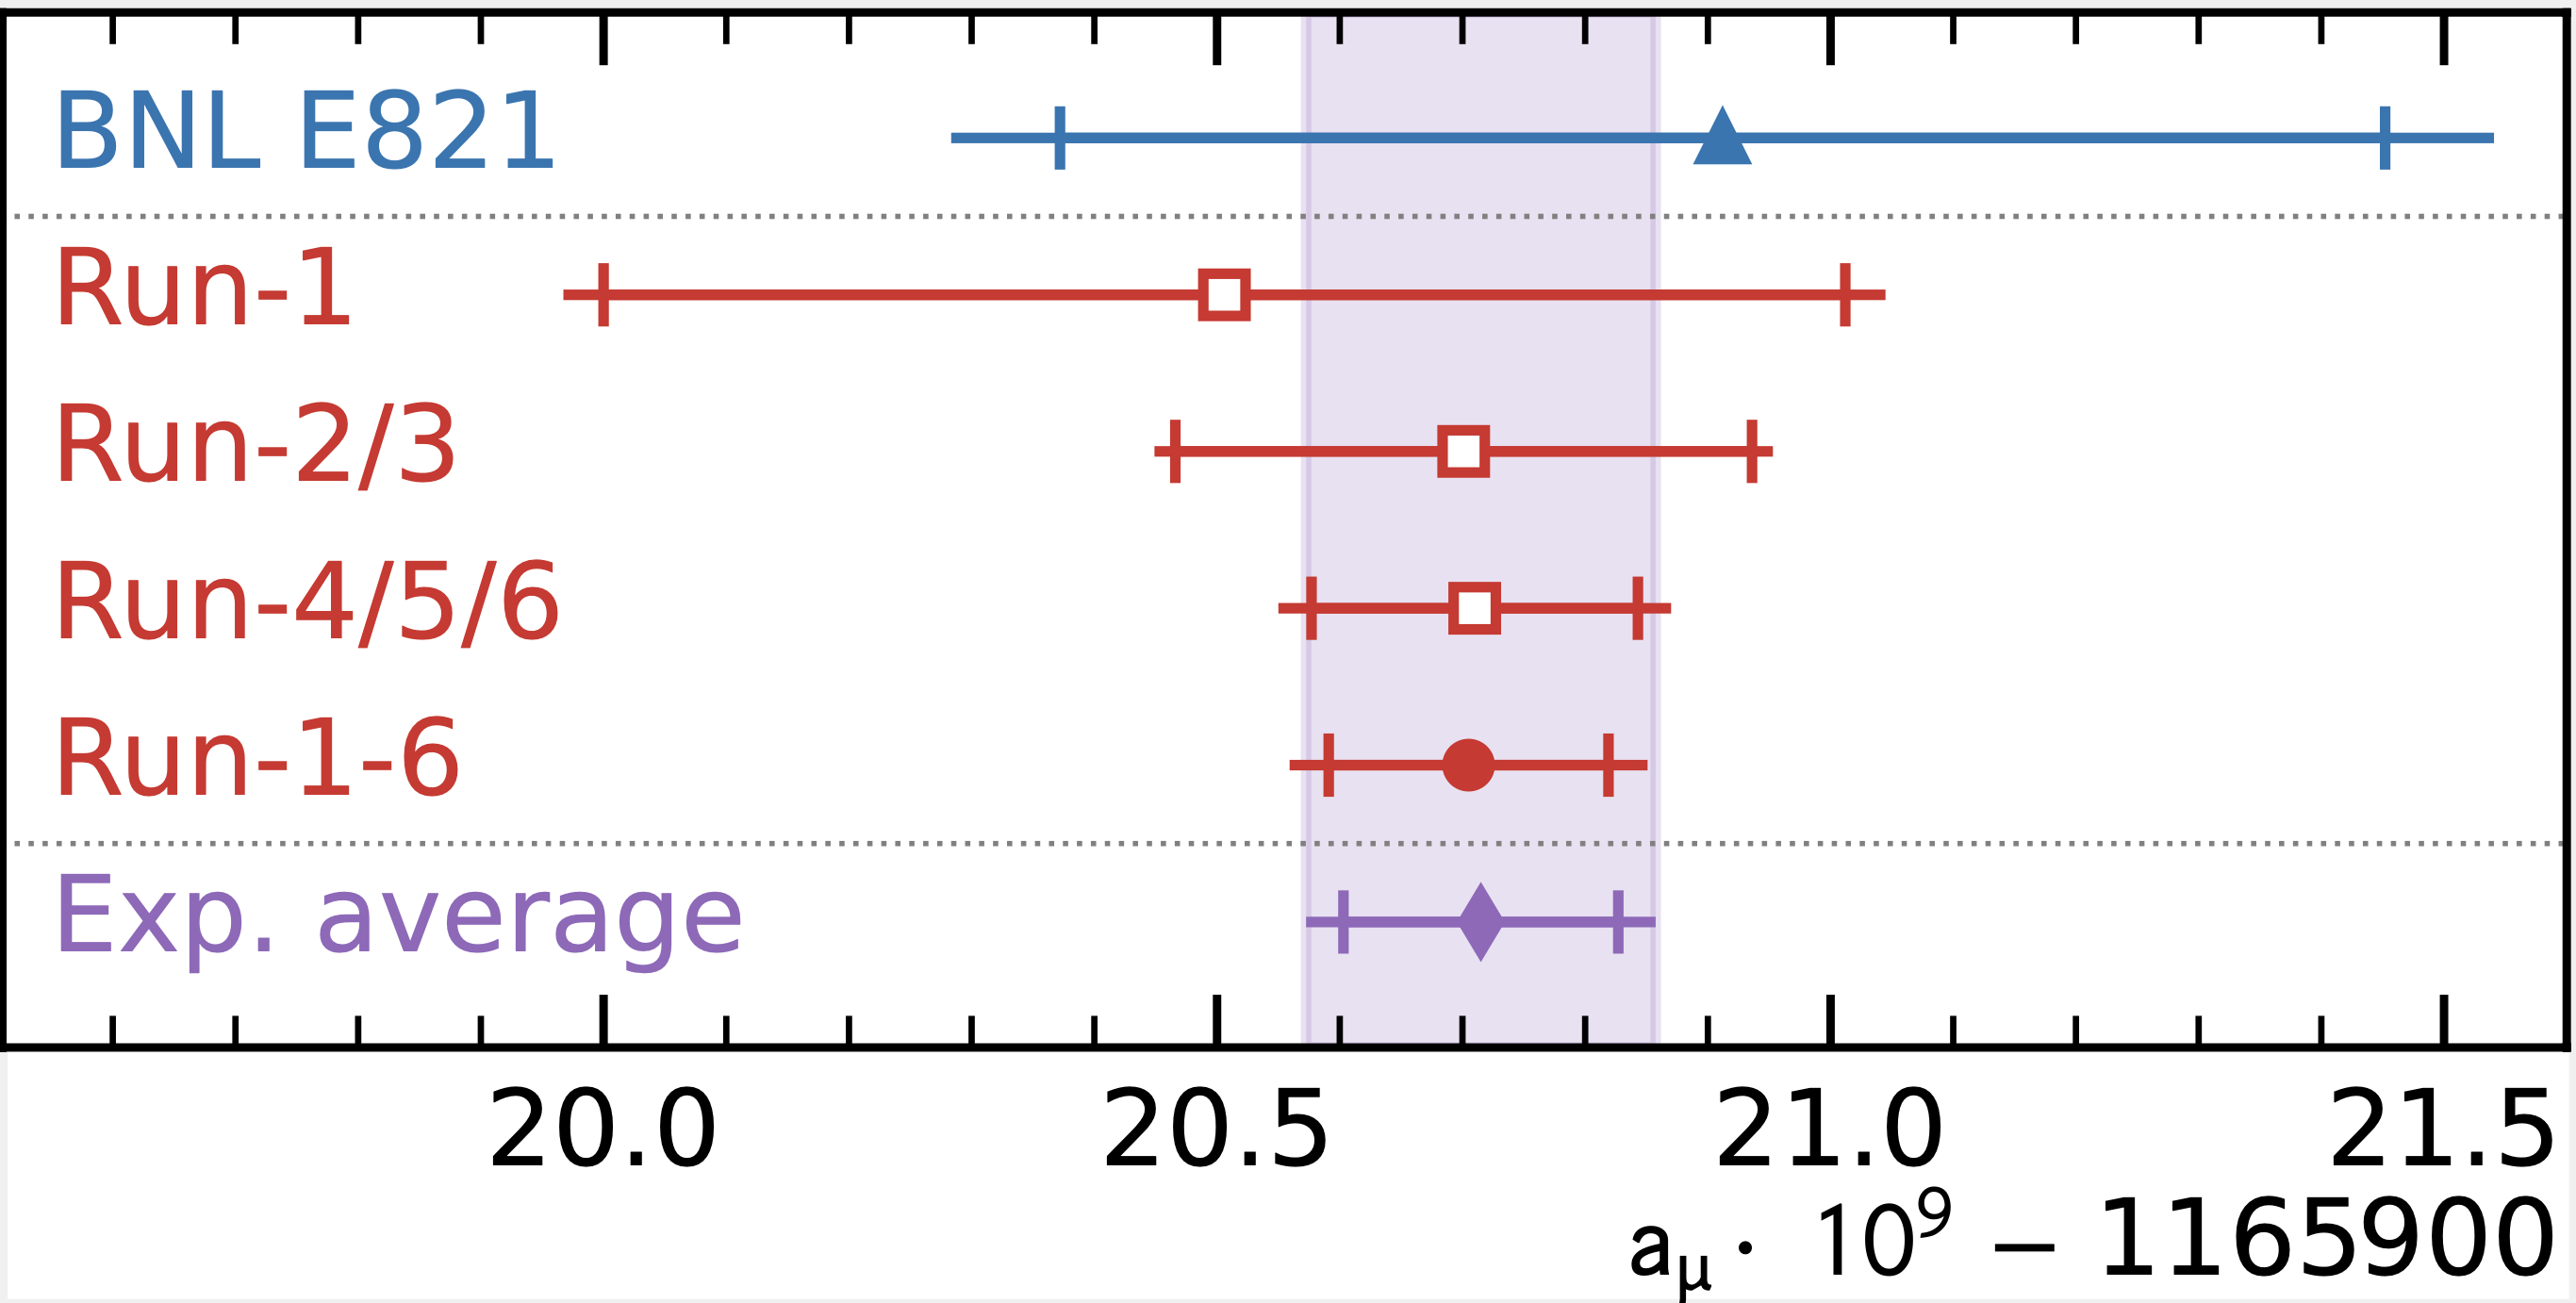 BNL E821
Run-1
Run-2/3
Run-4/5/6
Run-1-6
Exp. average
20.0 20.5 21.0 21.5
aμ · 10⁹ − 1165900